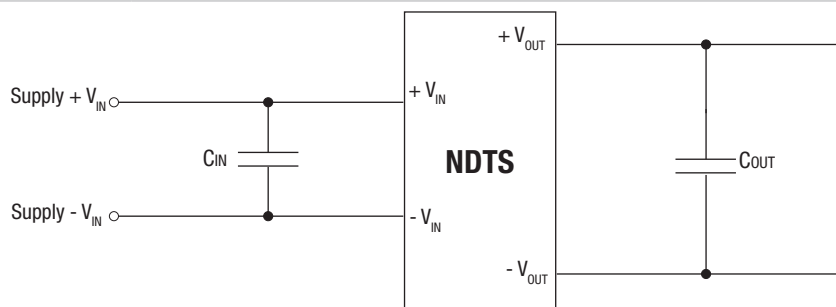 + VOUT
Supply + VIN
+ VIN
CIN
NDTS
COUT
Supply - VIN
- VIN
- VOUT